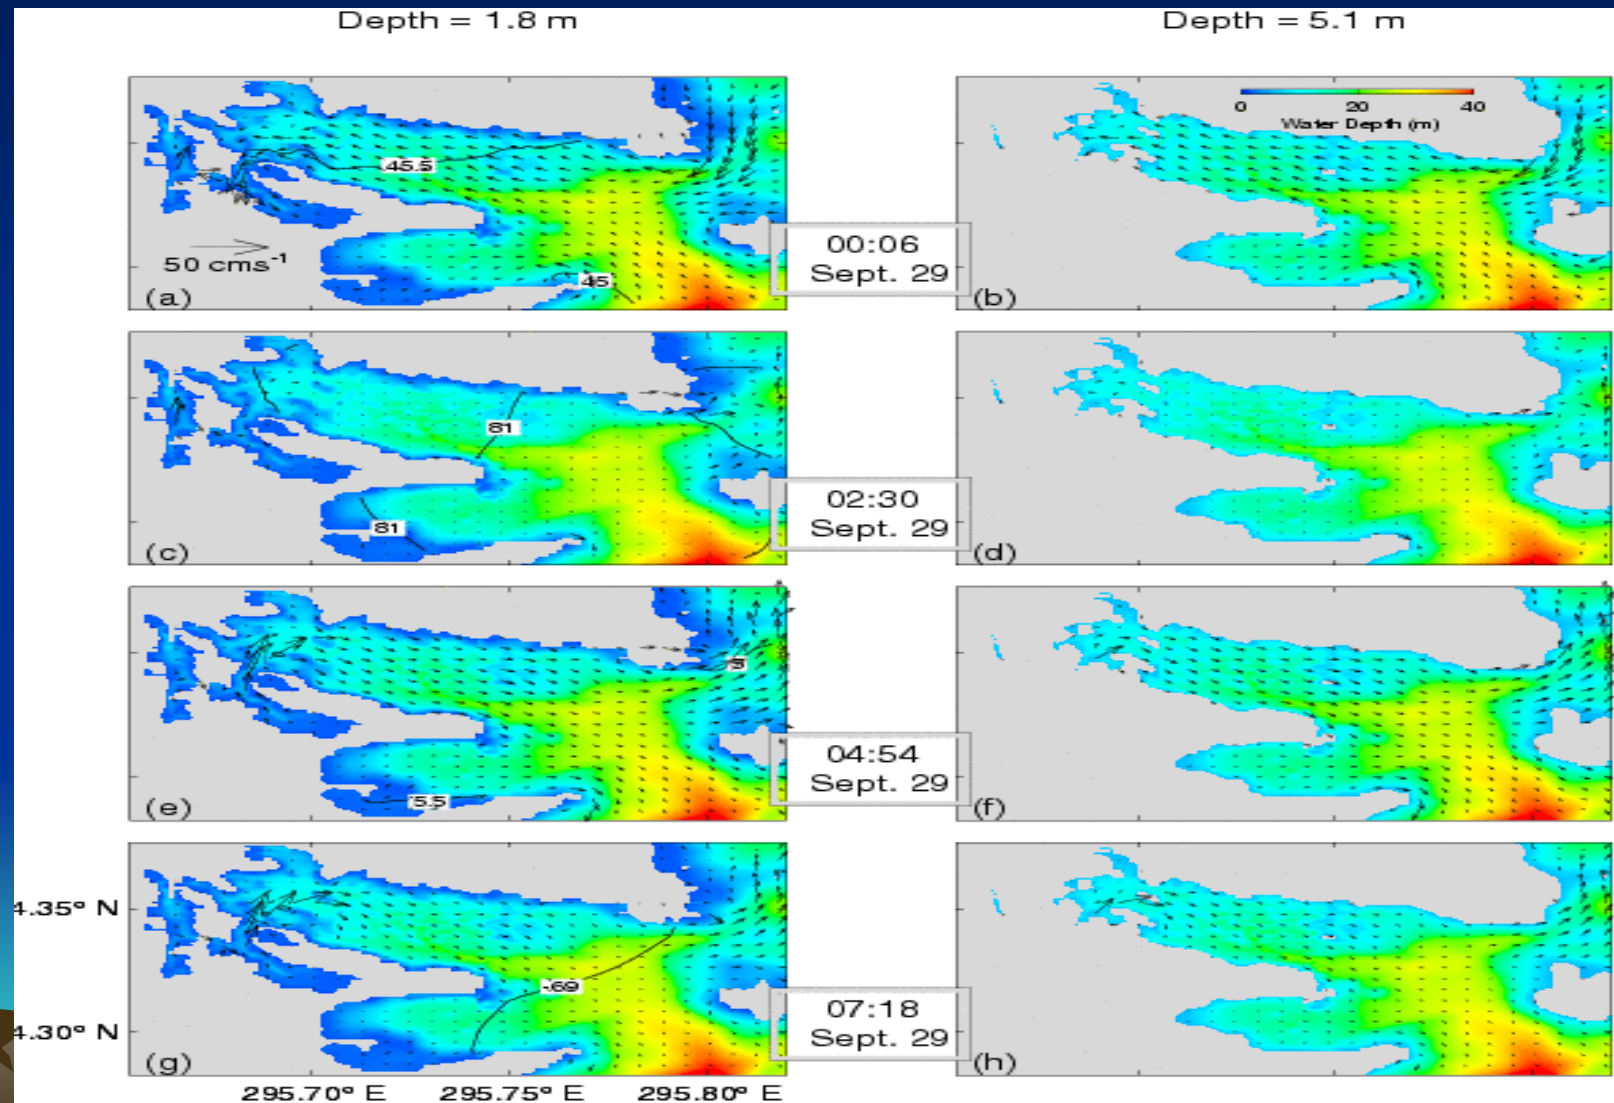 Depth = 1.8 m
Depth = 5.1 m
0 20 40
Water Depth (m)
45.5
50 cms⁻¹
45
(a)
00:06
Sept. 29
(b)
81
81
(c)
02:30
Sept. 29
(d)
5.5
(e)
04:54
Sept. 29
(f)
4.35° N
-.69
4.30° N
(g)
07:18
Sept. 29
(h)
295.70° E 295.75° E 295.80° E